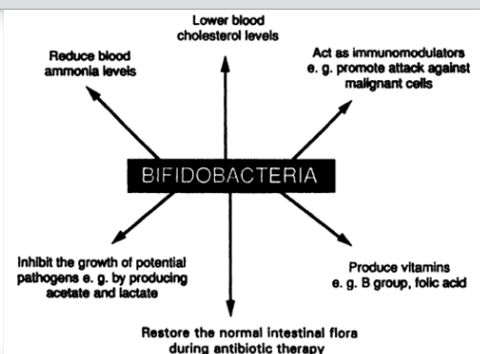 Lower blood
cholesterol levels
Reduce blood
ammonia levels
Act as immunomodulators
e. g. promote attack against
malignant cells
BIFIDOBACTERIA
Inhibit the growth of potential
pathogens e. g. by producing
acetate and lactate
Produce vitamins
e. g. B group, folic acid
Restore the normal intestinal flora
during antibiotic therapy